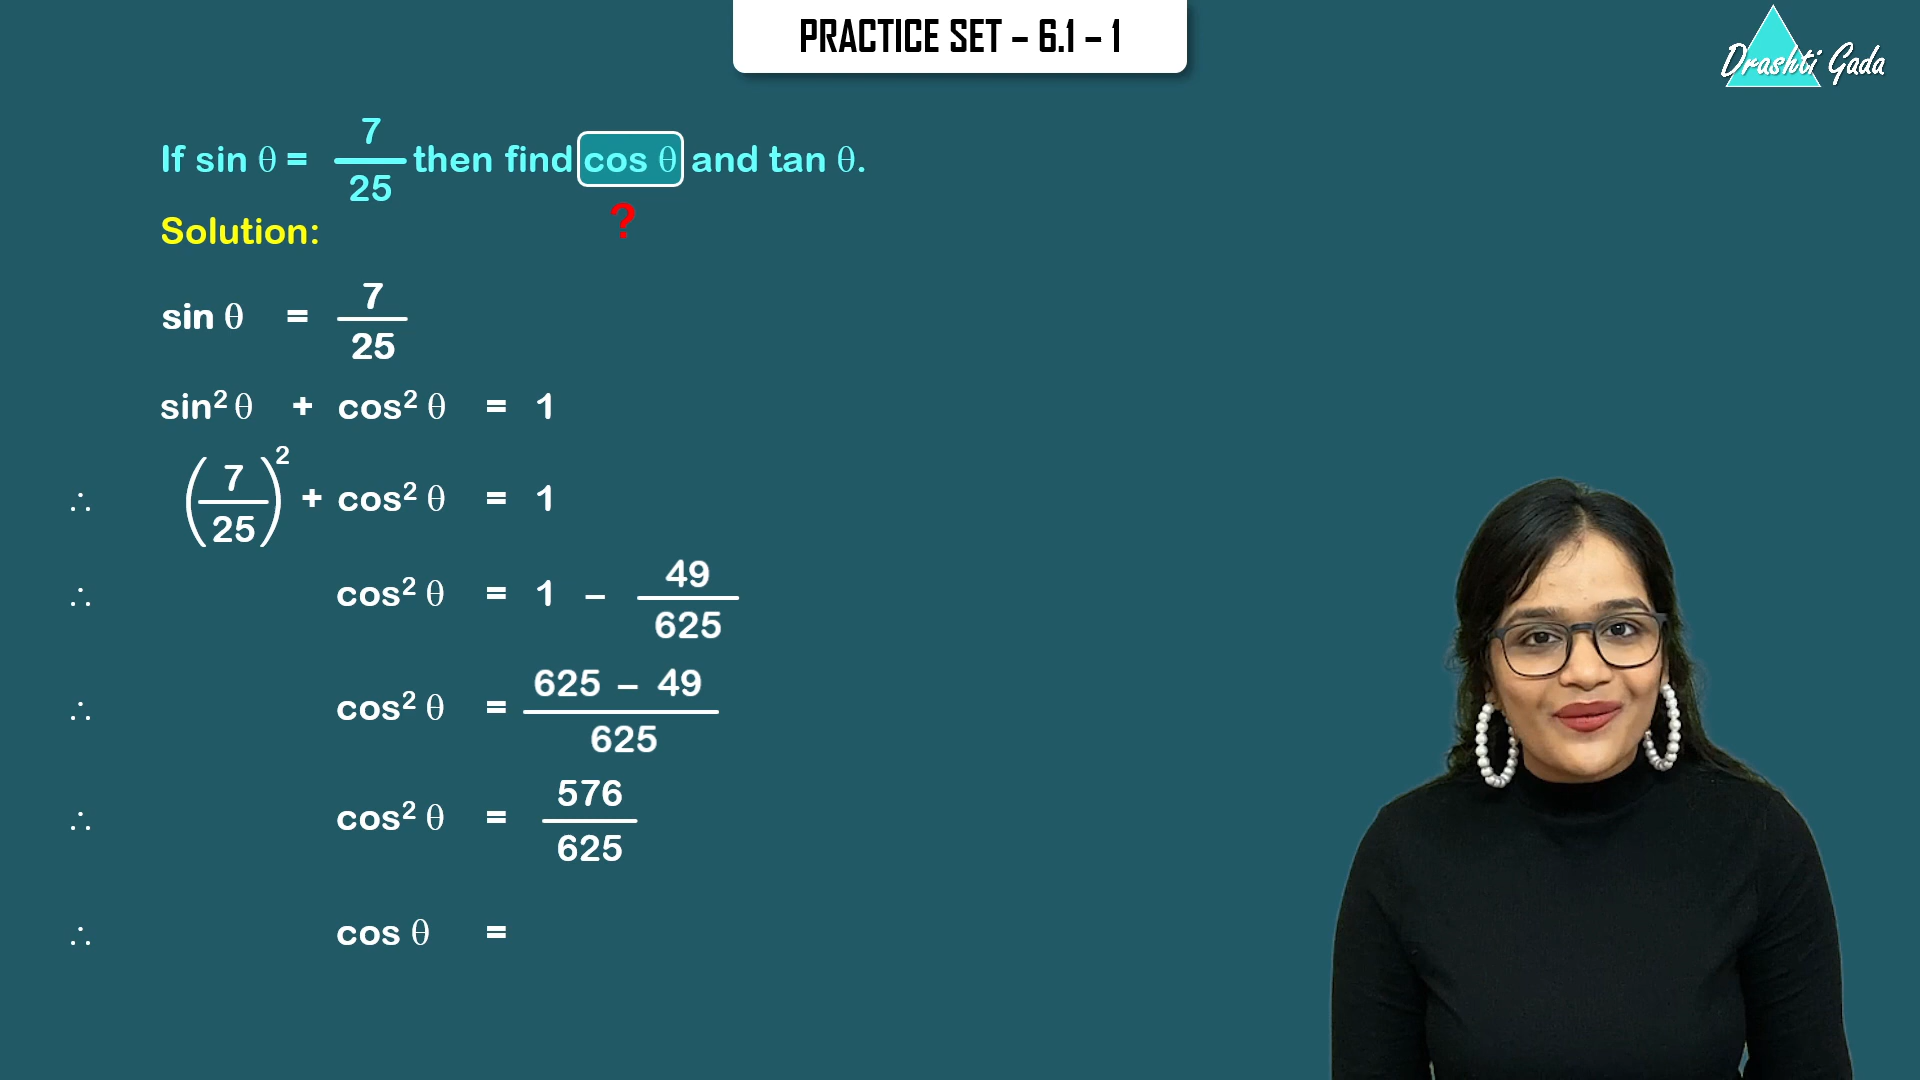 PRACTICE SET – 6.1 – 1
Drashti Gada
If sin θ = 7/25 then find cos θ and tan θ.
?
Solution:
sin θ = 7/25
sin² θ + cos² θ = 1
∴ (7/25)² + cos² θ = 1
∴ cos² θ = 1 – 49/625
∴ cos² θ = 625 – 49/625
∴ cos² θ = 576/625
∴ cos θ =